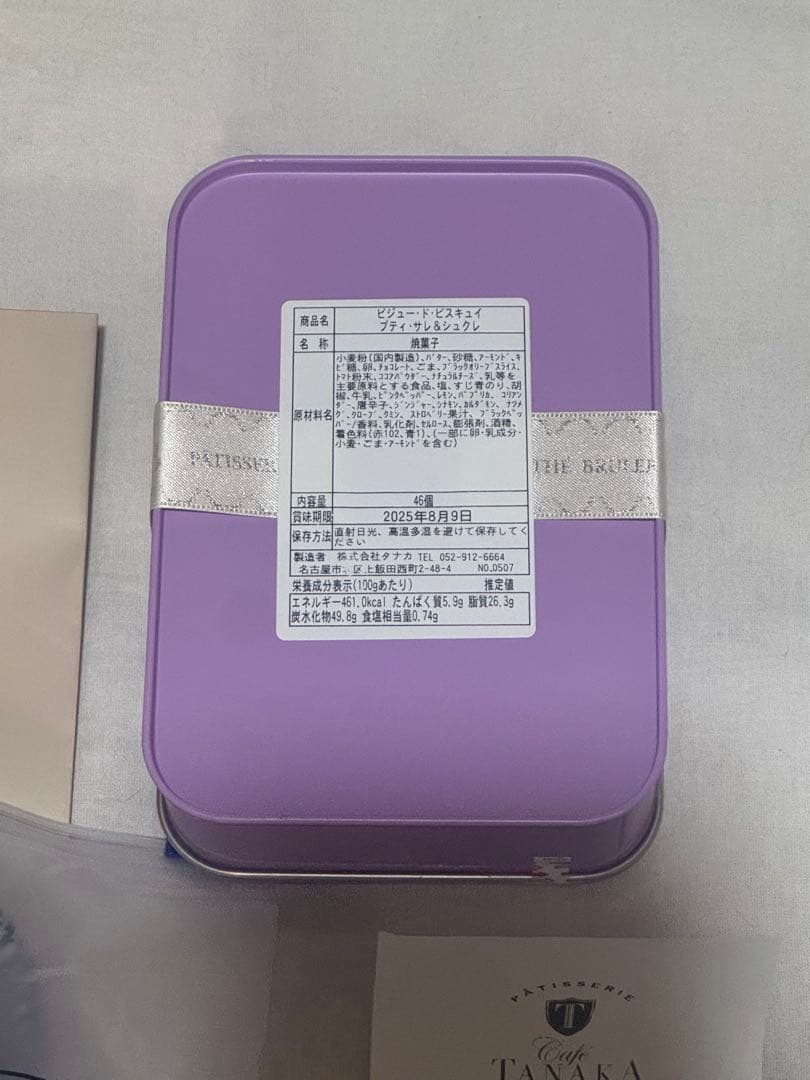 商品名
ビジュー・ド・ビスキュイ
プティ・サレ&シュクレ
名 称
焼菓子
原材料名
小麦粉(国内製造)、バター、砂糖、アーモンド、キ
ビ糖、卵、チョコレート、ごま、ブラックオリーブスライス、
トマト粉末、ココアパウダー、ナチュラルチーズ、乳等を
主要原料とする食品、塩、すじ青のり、胡
椒、牛乳、ピンクペッパー、レモン、パプリカ、コリアン
ダー、唐辛子、ジンジャー、シナモン、カルダモン、ナツメ
グ、クローブ、クミン、ストロベリー果汁、ブラックペッ
パー/香料、乳化剤、セルロース、膨張剤、酒精、
着色料(赤102、青1)、(一部に卵・乳成分・
小麦・ごま・アーモンドを含む)
内容量
46個
賞味期限
2025年8月9日
保存方法
直射日光、高温多湿を避けて保存してく
ださい
製造者 株式会社タナカ TEL 052-912-6664
名古屋市 区上飯田西町2-48-4 NO.0507
栄養成分表示(100gあたり) 推定値
エネルギー461.0kcal たんぱく質5.9g 脂質26.3g
炭水化物49.8g 食塩相当量0.74g
PÂTISSERIE
T
Café
TANAKA